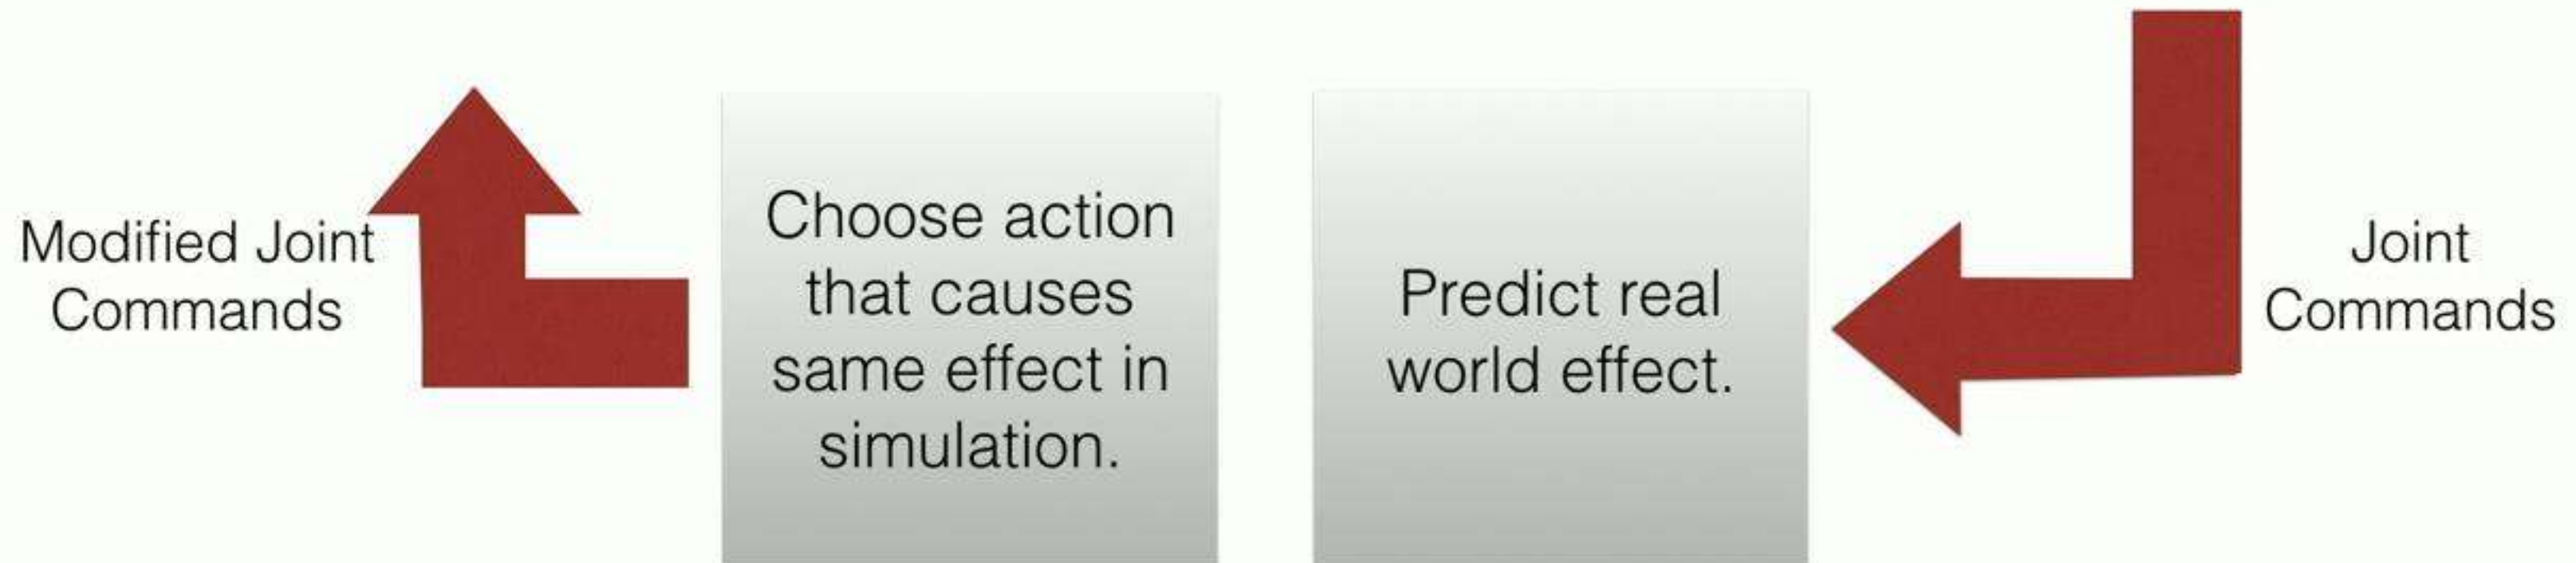 Modified Joint
Commands
Choose action
that causes
same effect in
simulation.
Predict real
world effect.
Joint
Commands